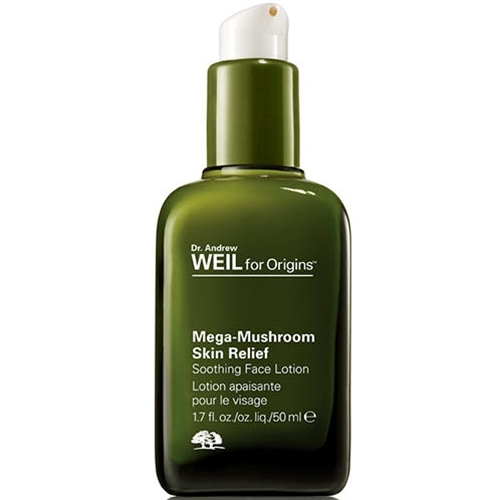 Dr. Andrew
WEIL for Origins™
Mega-Mushroom
Skin Relief
Soothing Face Lotion
Lotion apaisante
pour le visage
1.7 fl. oz./oz. liq./50 ml ℮